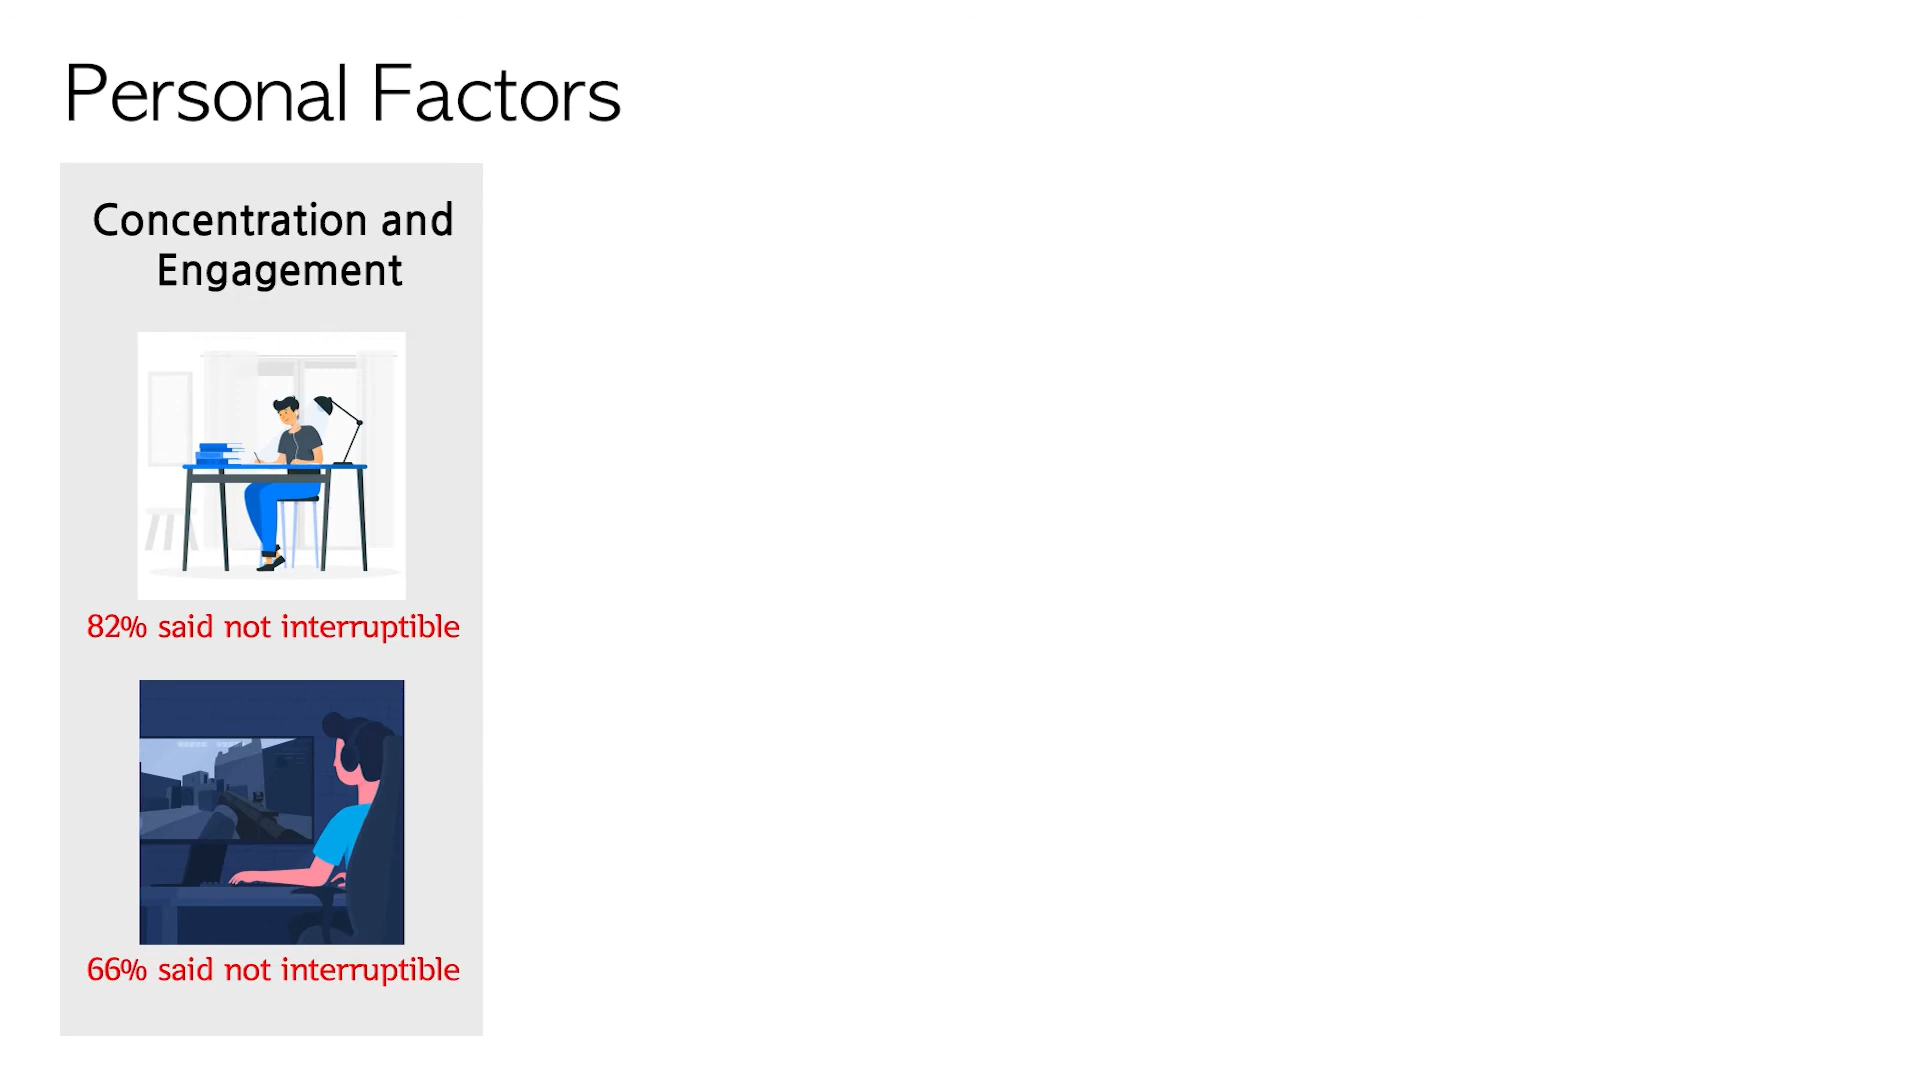 Personal Factors
Concentration and
Engagement
82% said not interruptible
66% said not interruptible